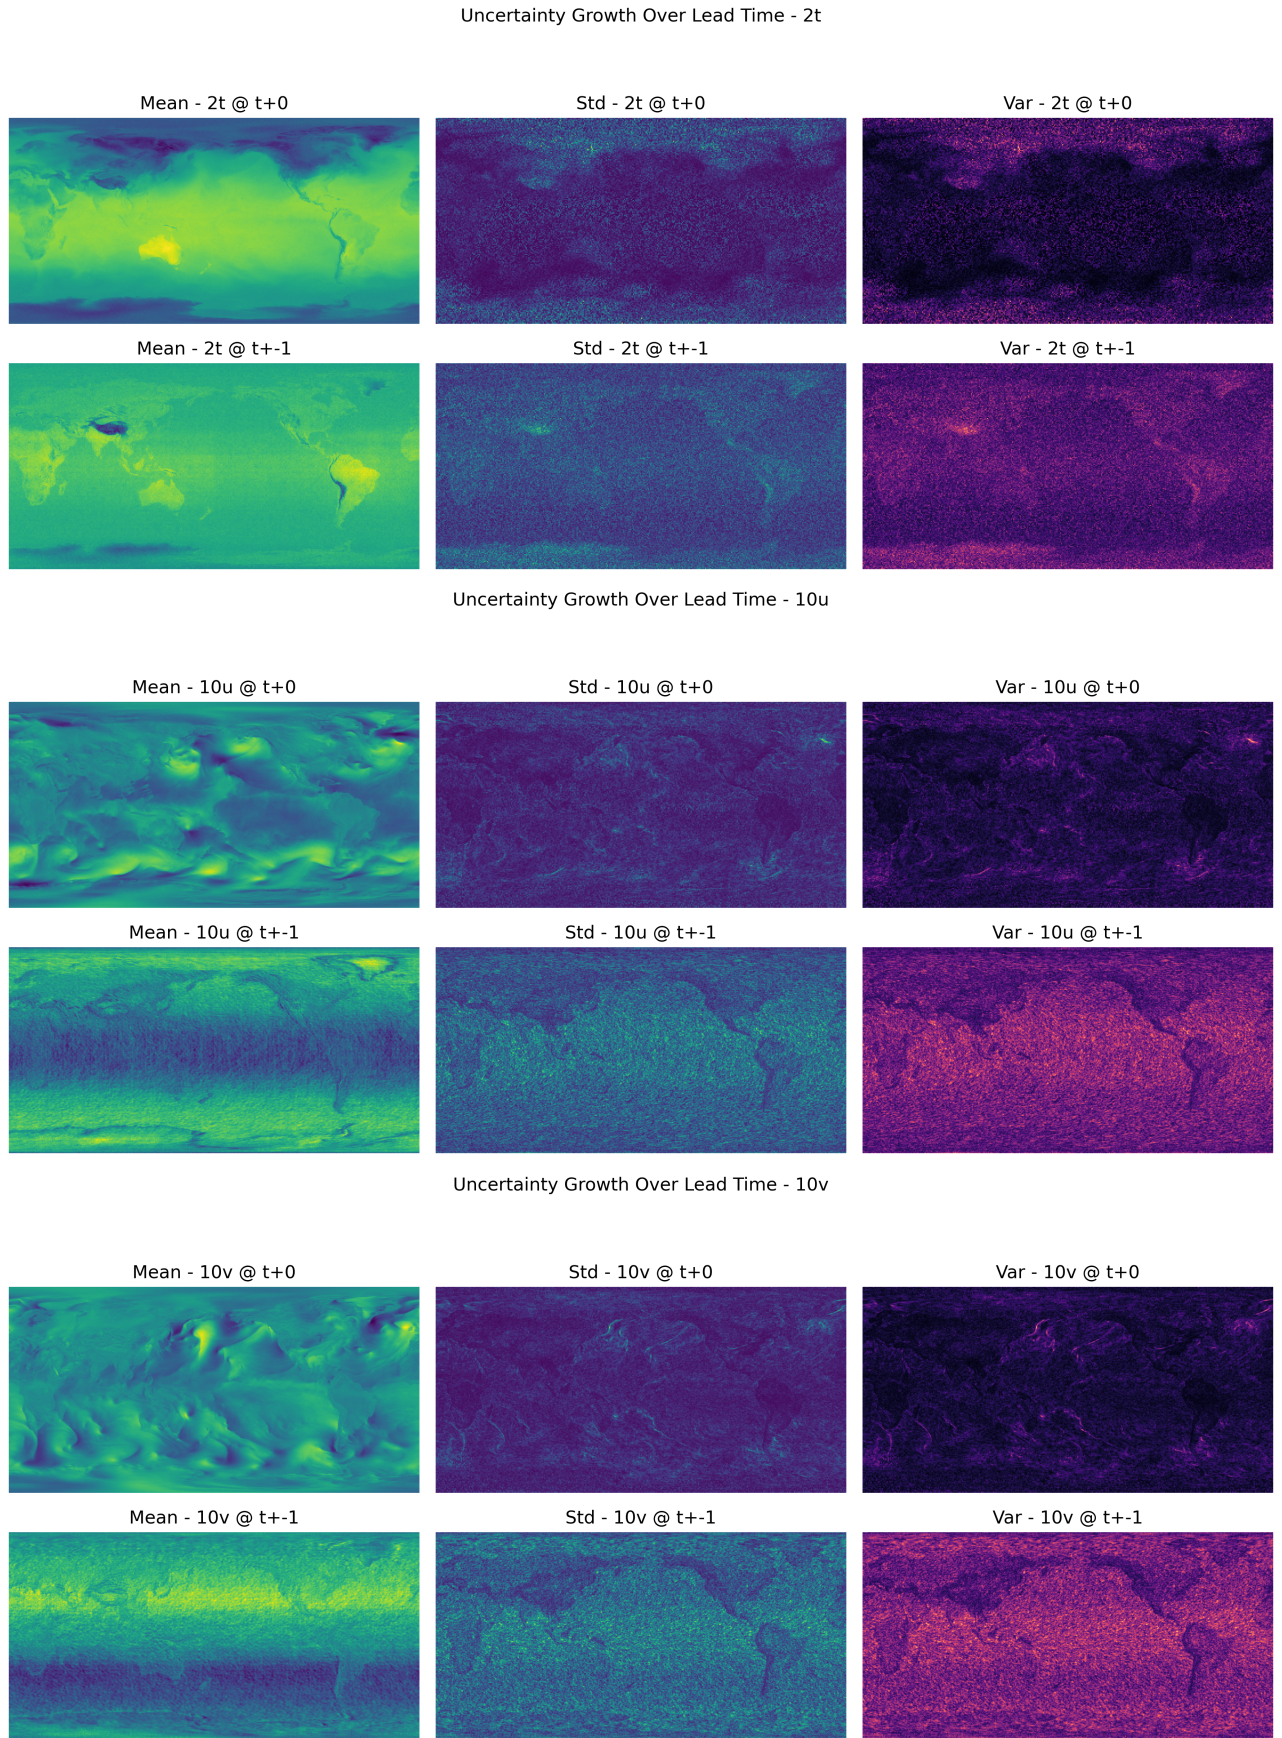 Uncertainty Growth Over Lead Time - 2t
Mean - 2t @ t+0
Std - 2t @ t+0
Var - 2t @ t+0
Mean - 2t @ t+-1
Std - 2t @ t+-1
Var - 2t @ t+-1
Uncertainty Growth Over Lead Time - 10u
Mean - 10u @ t+0
Std - 10u @ t+0
Var - 10u @ t+0
Mean - 10u @ t+-1
Std - 10u @ t+-1
Var - 10u @ t+-1
Uncertainty Growth Over Lead Time - 10v
Mean - 10v @ t+0
Std - 10v @ t+0
Var - 10v @ t+0
Mean - 10v @ t+-1
Std - 10v @ t+-1
Var - 10v @ t+-1